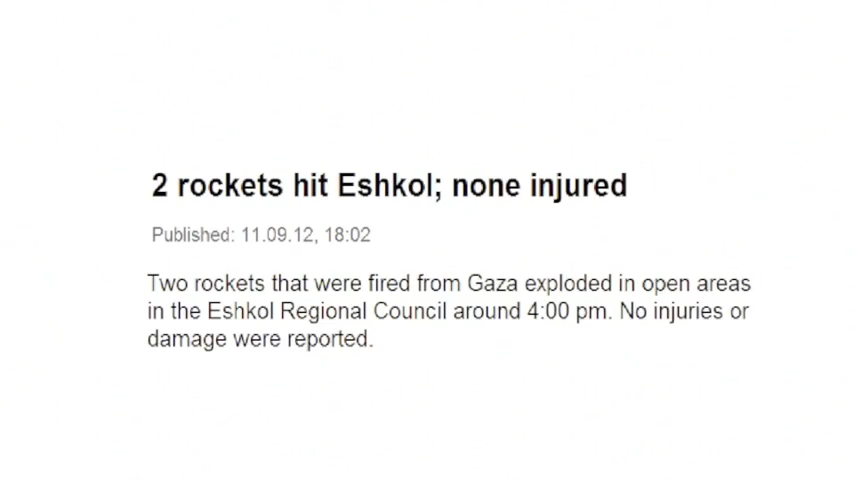 2 rockets hit Eshkol; none injured
Published: 11.09.12, 18:02
Two rockets that were fired from Gaza exploded in open areas
in the Eshkol Regional Council around 4:00 pm. No injuries or
damage were reported.